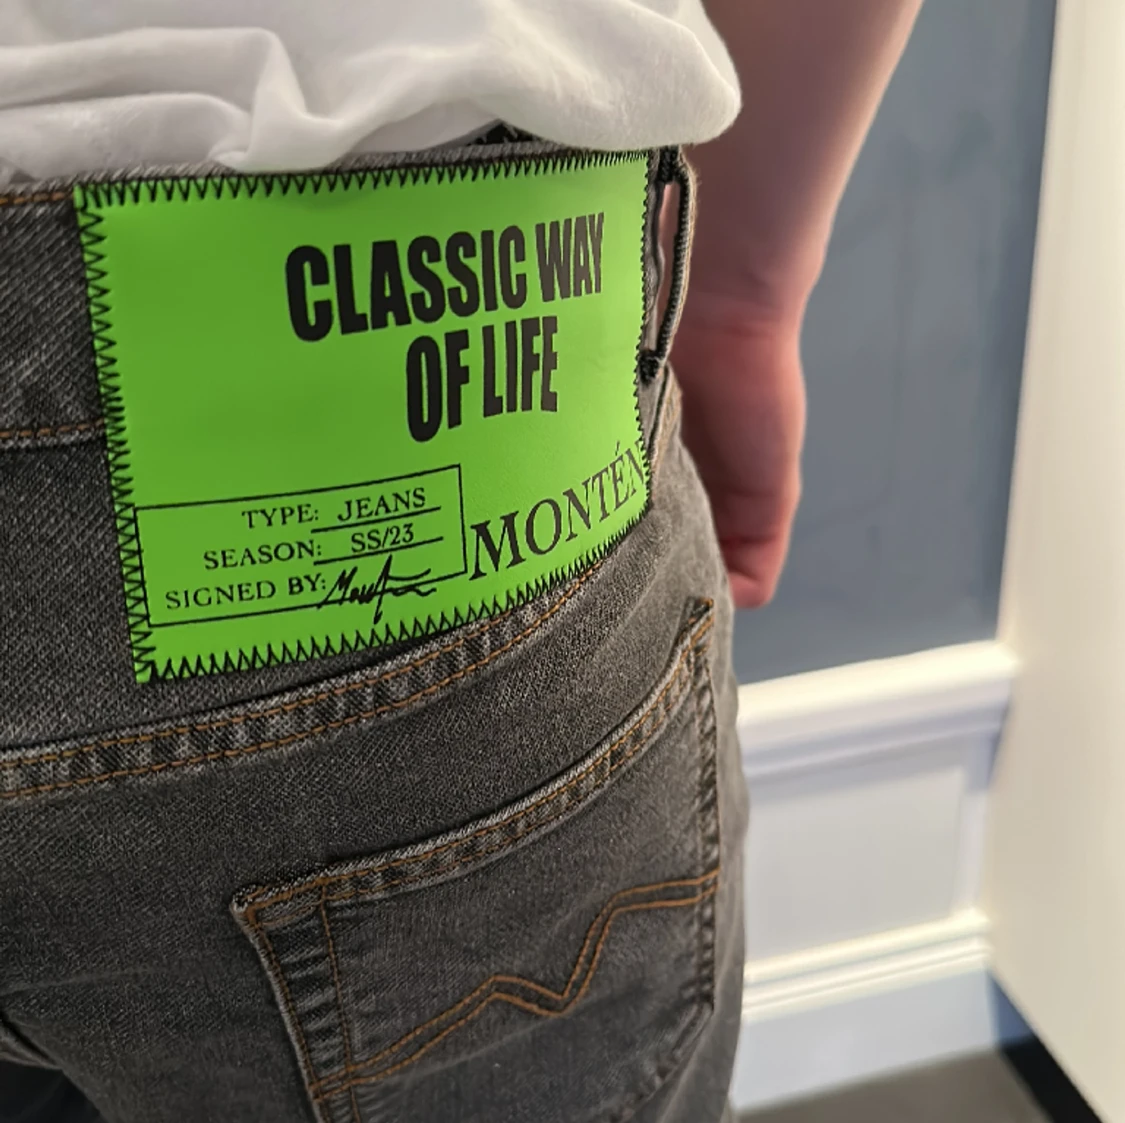 CLASSIC WAY
OF LIFE
TYPE: JEANS
SEASON: SS/23
SIGNED BY:
MONTÉN